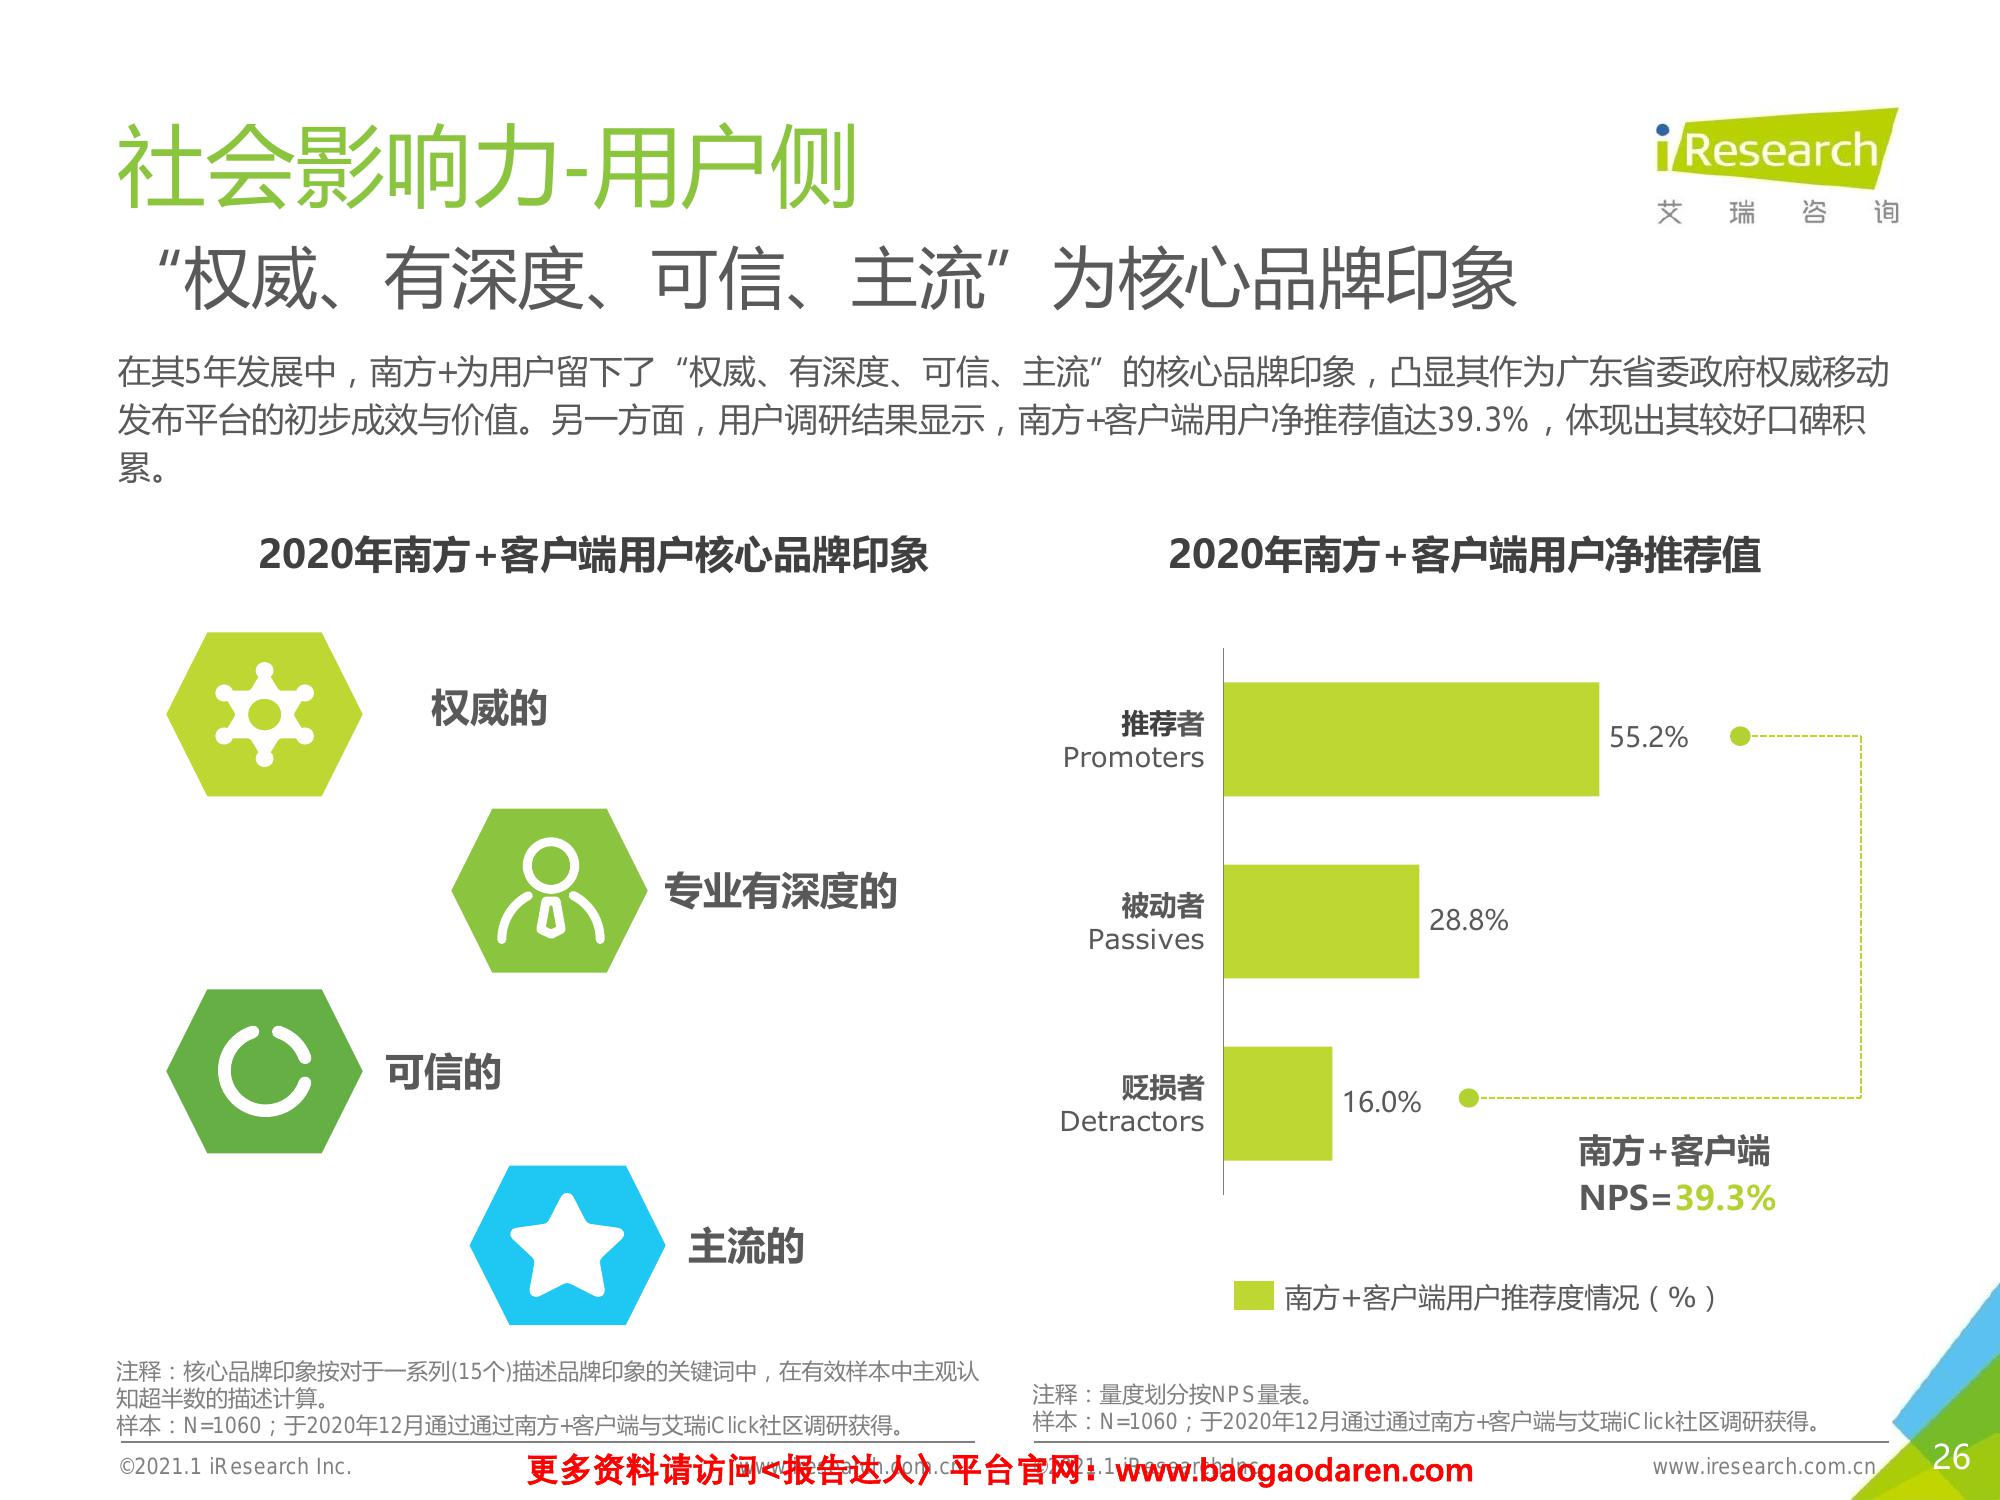 社会影响力-用户侧
iResearch
艾瑞咨询
“权威、有深度、可信、主流”为核心品牌印象
在其5年发展中，南方+为用户留下了“权威、有深度、可信、主流”的核心品牌印象，凸显其作为广东省委政府权威移动
发布平台的初步成效与价值。另一方面，用户调研结果显示，南方+客户端用户净推荐值达39.3%，体现出其较好口碑积
累。
2020年南方+客户端用户核心品牌印象
权威的
专业有深度的
可信的
主流的
注释：核心品牌印象按对于一系列(15个)描述品牌印象的关键词中，在有效样本中主观认
知超半数的描述计算。
样本：N=1060；于2020年12月通过通过南方+客户端与艾瑞iClick社区调研获得。
2020年南方+客户端用户净推荐值
推荐者
Promoters
55.2%
被动者
Passives
28.8%
贬损者
Detractors
16.0%
南方+客户端
NPS=39.3%
南方+客户端用户推荐度情况（%）
注释：量度划分按NPS量表。
样本：N=1060；于2020年12月通过通过南方+客户端与艾瑞iClick社区调研获得。
©2021.1 iResearch Inc.
www.iresearch.com.cn
©2021.1 iResearch Inc.
更多资料请访问<报告达人〉平台官网：www.baogaodaren.com
www.iresearch.com.cn
26